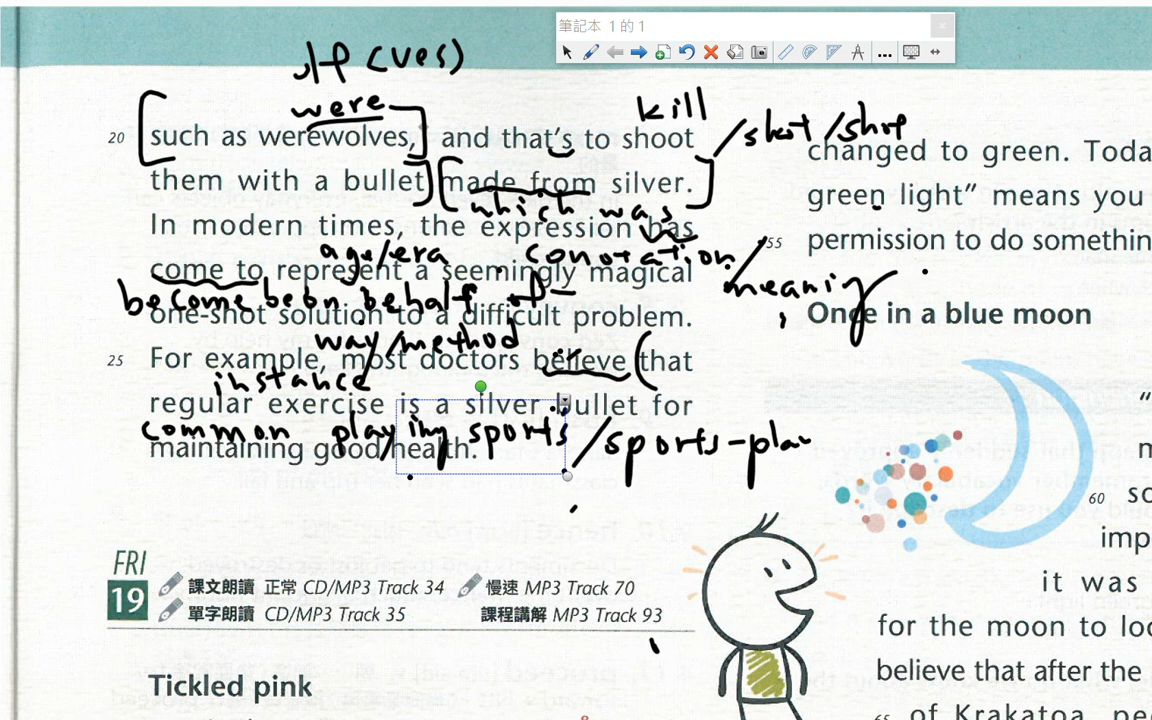 筆記本 1 的 1
lf (ves)
were
kill
20 such as werewolves, and that's to shoot
/shot /shot
them with a bullet made from silver.
which was
In modern times, the expression has
age/era conotation/meaning
come to represent a seemingly magical
become been behalf of
one-shot solution to a difficult problem.
way/method
25 For example, most doctors believe that
instance
regular exercise is a silver bullet for
common playing sports /sports-play
maintaining good health.
FRI
19
課文朗讀 正常 CD/MP3 Track 34 慢速 MP3 Track 70
單字朗讀 CD/MP3 Track 35 課程講解 MP3 Track 93
Tickled pink
changed to green. Toda
green light" means you
55 permission to do somethin
Once in a blue moon
"
m
60 so
imp
it was
for the moon to loo
believe that after the
65 of Krakatoa, pe